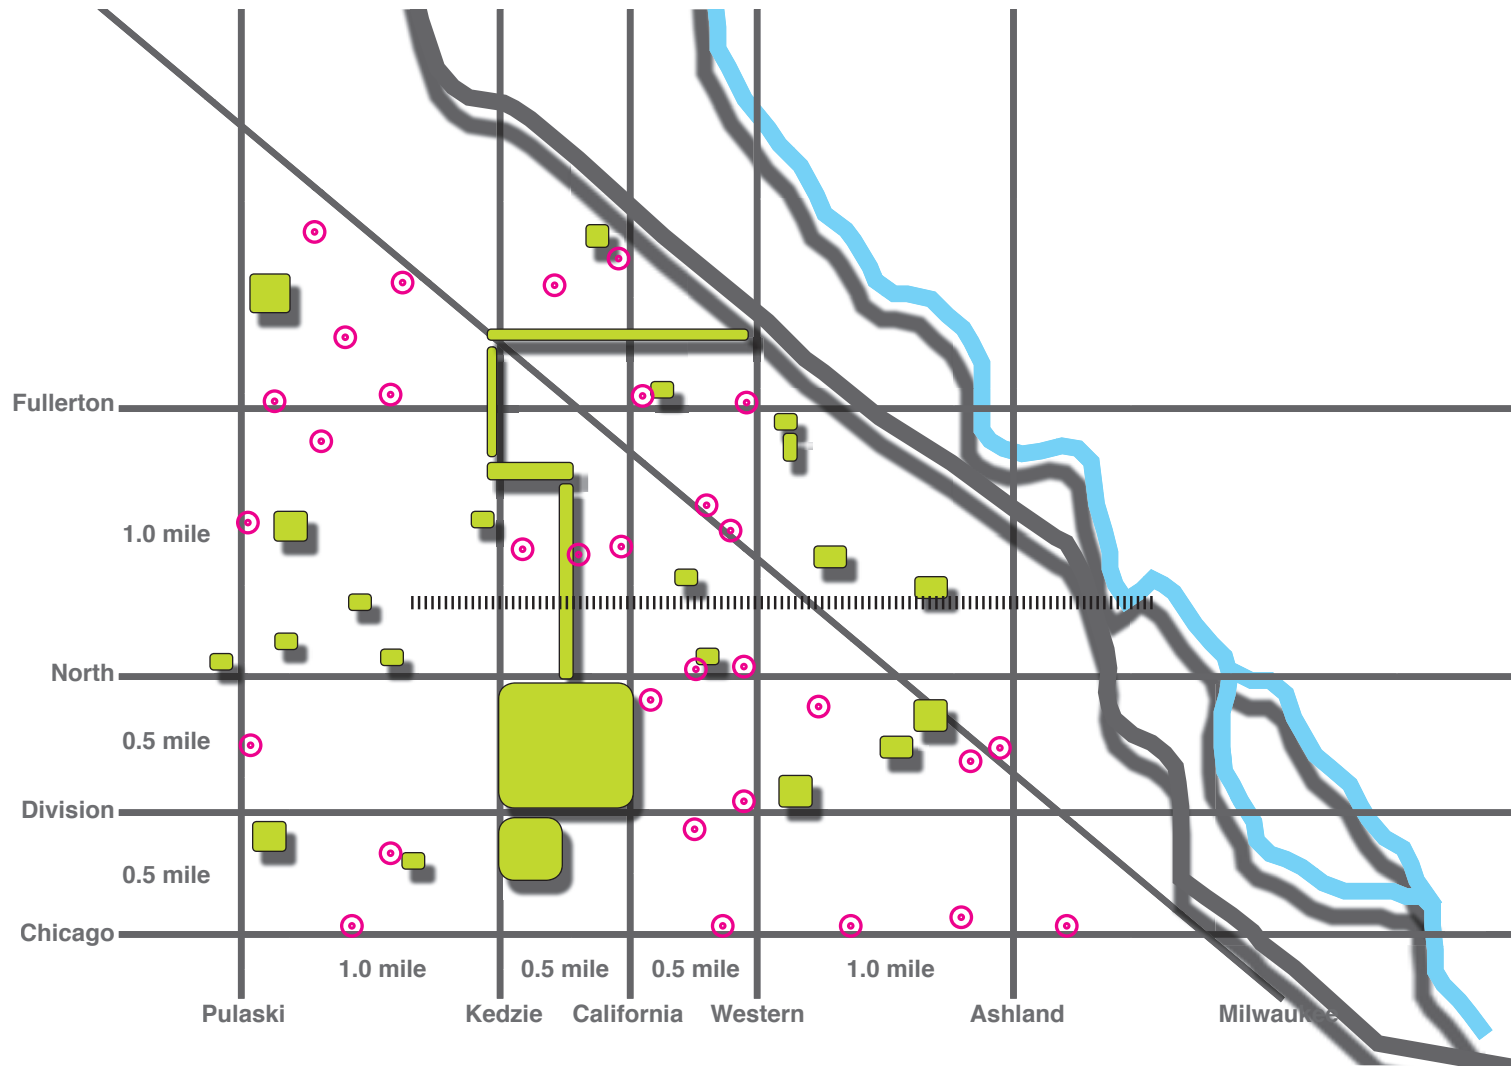 Fullerton
1.0 mile
North
0.5 mile
Division
0.5 mile
Chicago
1.0 mile 0.5 mile 0.5 mile 1.0 mile
Pulaski Kedzie California Western Ashland Milwaukee